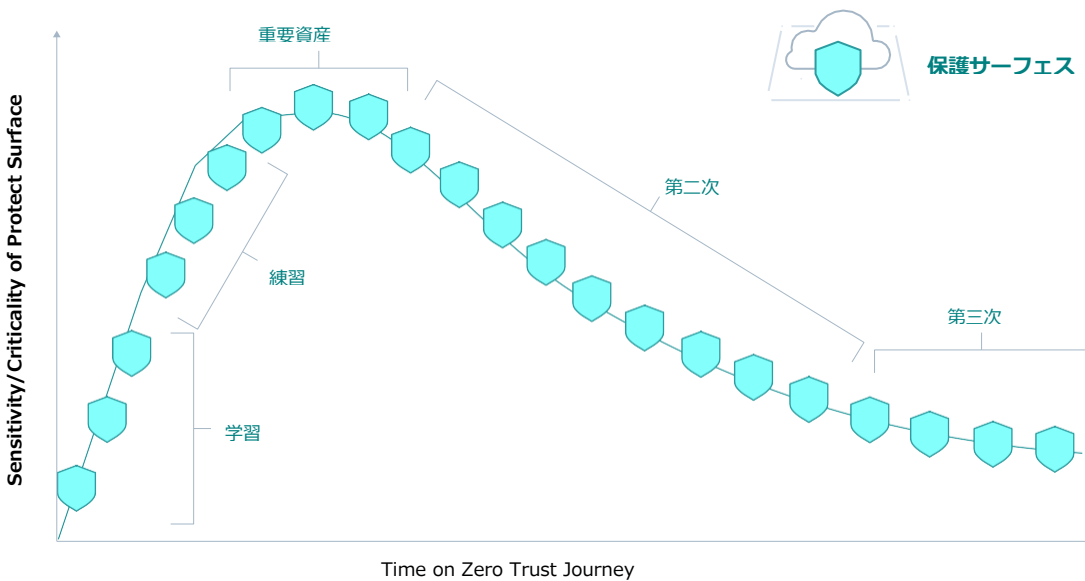 重要資産
保護サーフェス
第二次
練習
第三次
学習
Sensitivity/Criticality of Protect Surface
Time on Zero Trust Journey